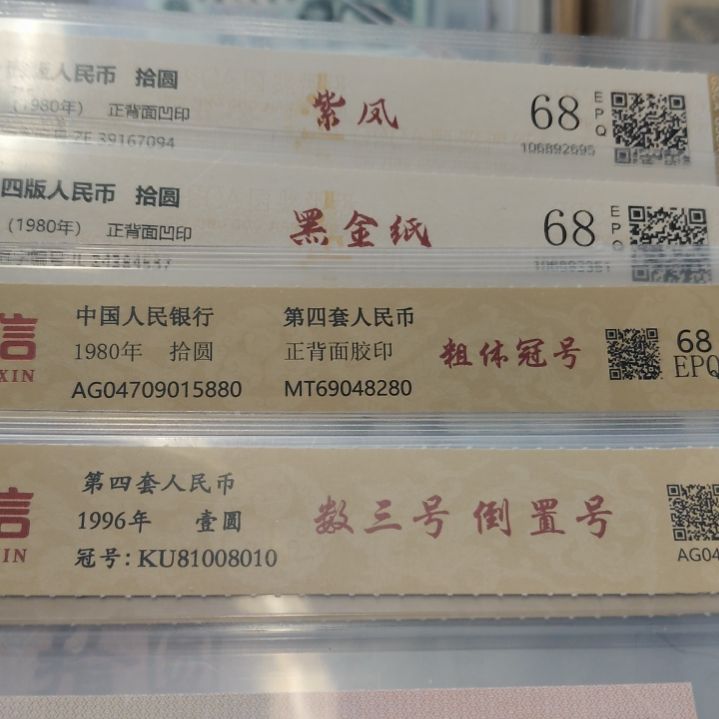 版人民币 拾圆
(1980年) 正背面凹印
紫凤
68
EPQ
ZE 39167094
106892695
四版人民币 拾圆
(1980年) 正背面凹印
黑金纸
68
EPQ
信
XIN
中国人民银行 第四套人民币
1980年 拾圆 正背面胶印
AG04709015880 MT69048280
粗体冠号
68
EPQ
信
XIN
第四套人民币
1996年 壹圆
冠号:KU81008010
数三号 倒置号
AG04